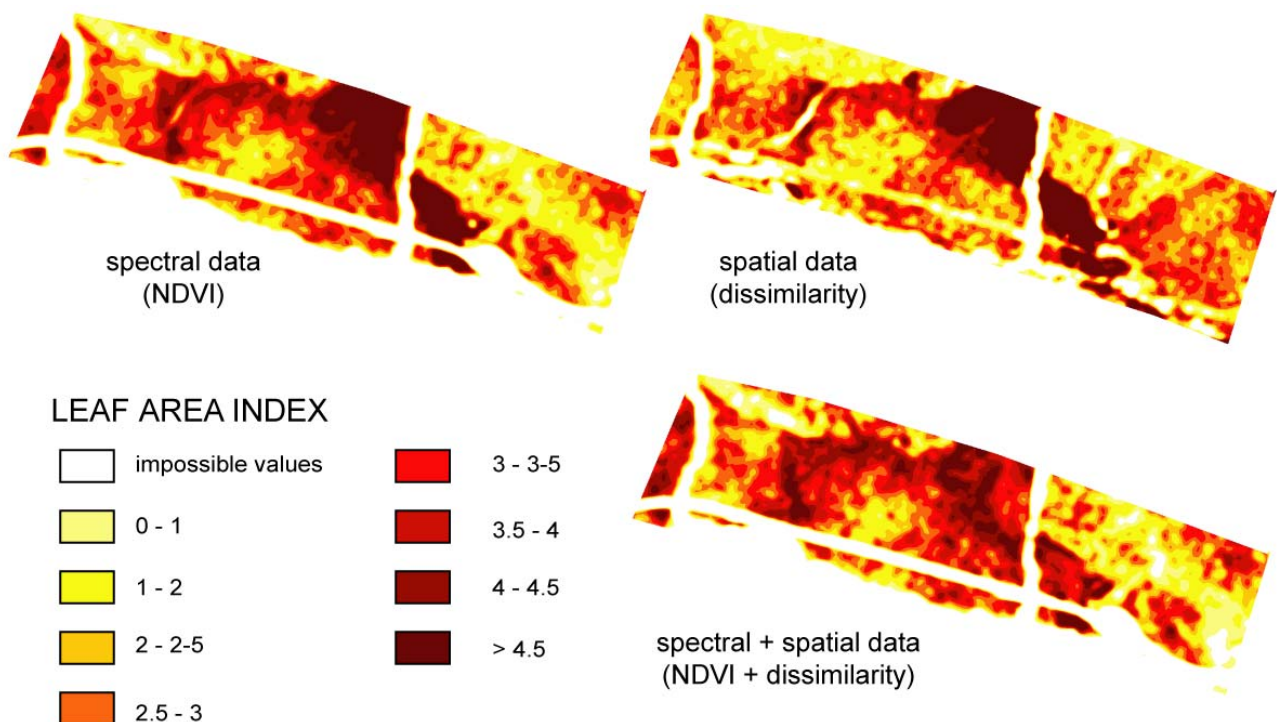 spectral data
(NDVI)
spatial data
(dissimilarity)
LEAF AREA INDEX
impossible values
0 - 1
1 - 2
2 - 2-5
2.5 - 3
3 - 3-5
3.5 - 4
4 - 4.5
> 4.5
spectral + spatial data
(NDVI + dissimilarity)